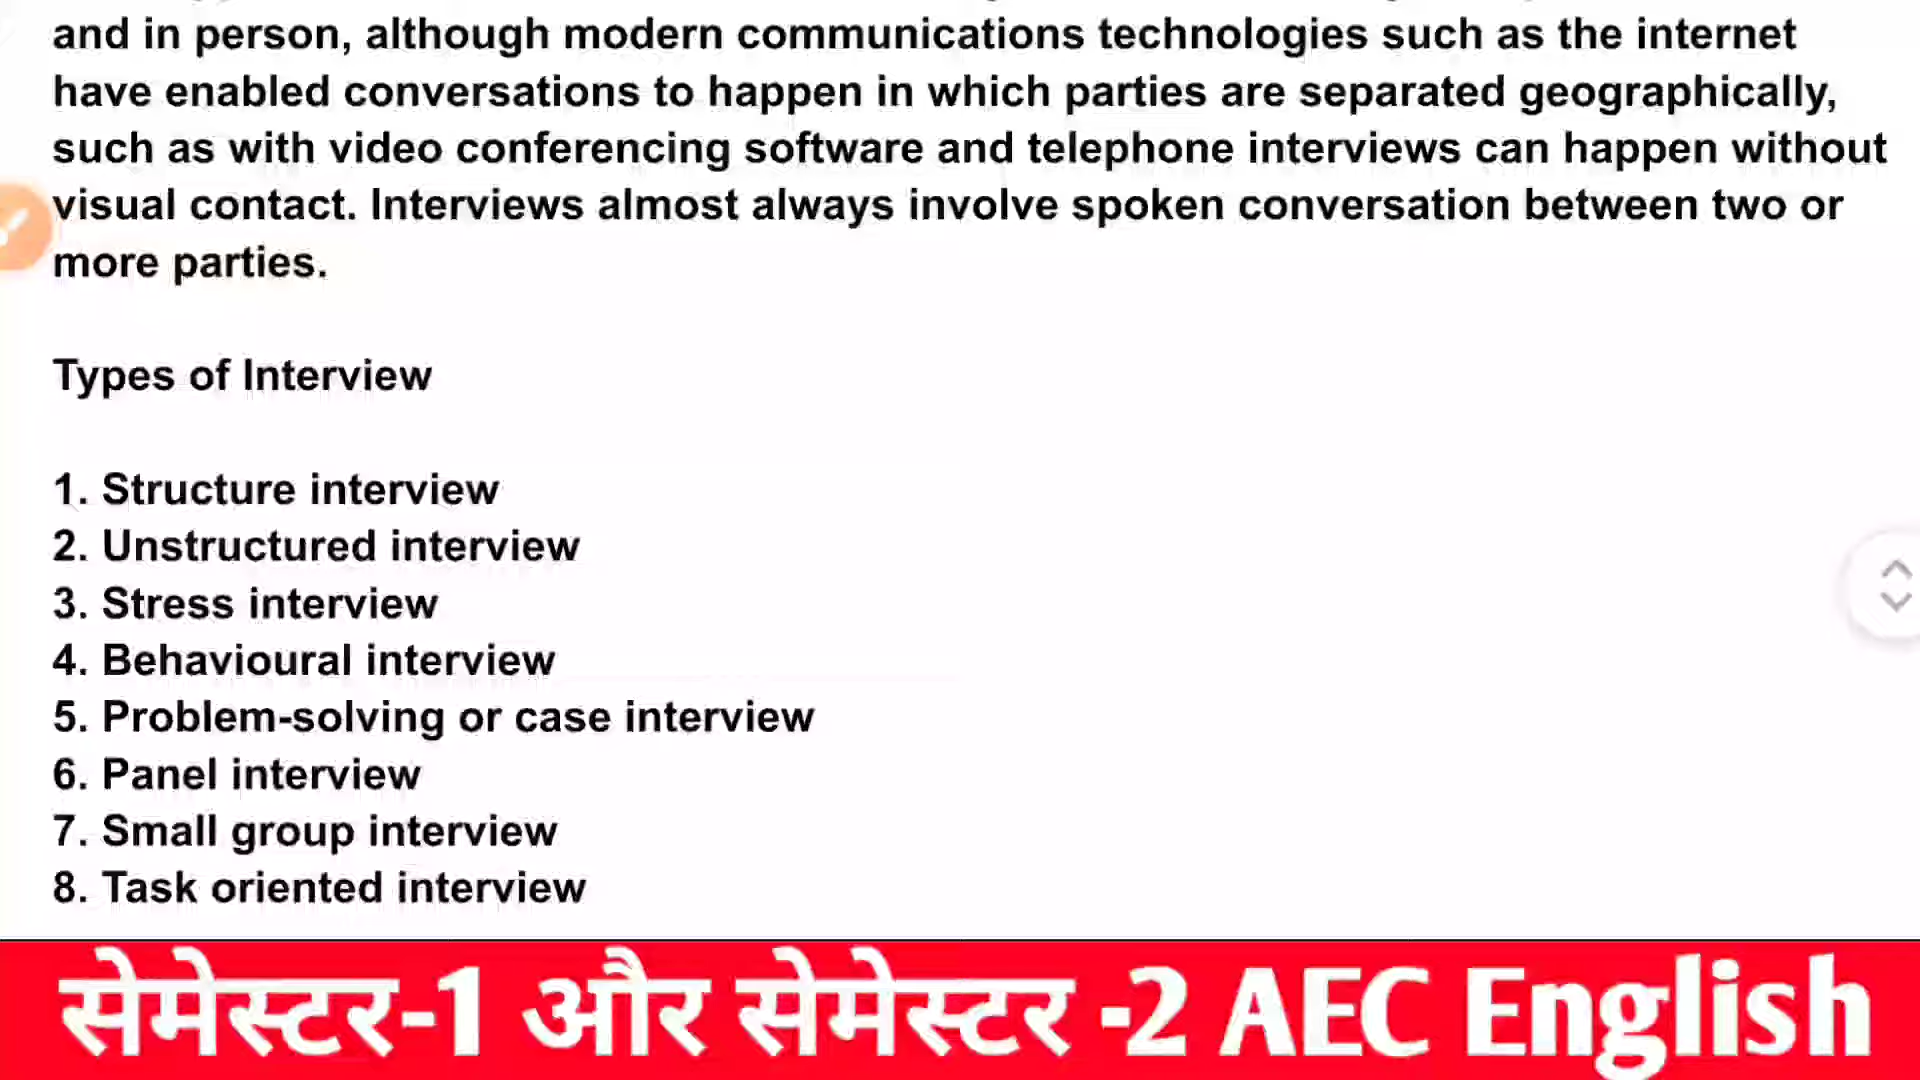 and in person, although modern communications technologies such as the internet
have enabled conversations to happen in which parties are separated geographically,
such as with video conferencing software and telephone interviews can happen without
visual contact. Interviews almost always involve spoken conversation between two or
more parties.
Types of Interview
1. Structure interview
2. Unstructured interview
3. Stress interview
4. Behavioural interview
5. Problem-solving or case interview
6. Panel interview
7. Small group interview
8. Task oriented interview
सेमेस्टर-1 और सेमेस्टर -2 AEC English